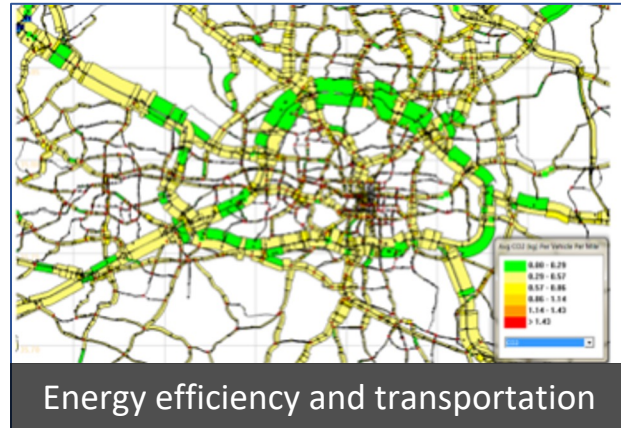 Avg CO2 (kg) Per Vehicle Per Mile
0.00 - 0.29
0.29 - 0.57
0.57 - 0.86
0.86 - 1.14
1.14 - 1.43
> 1.43
CO2
Energy efficiency and transportation